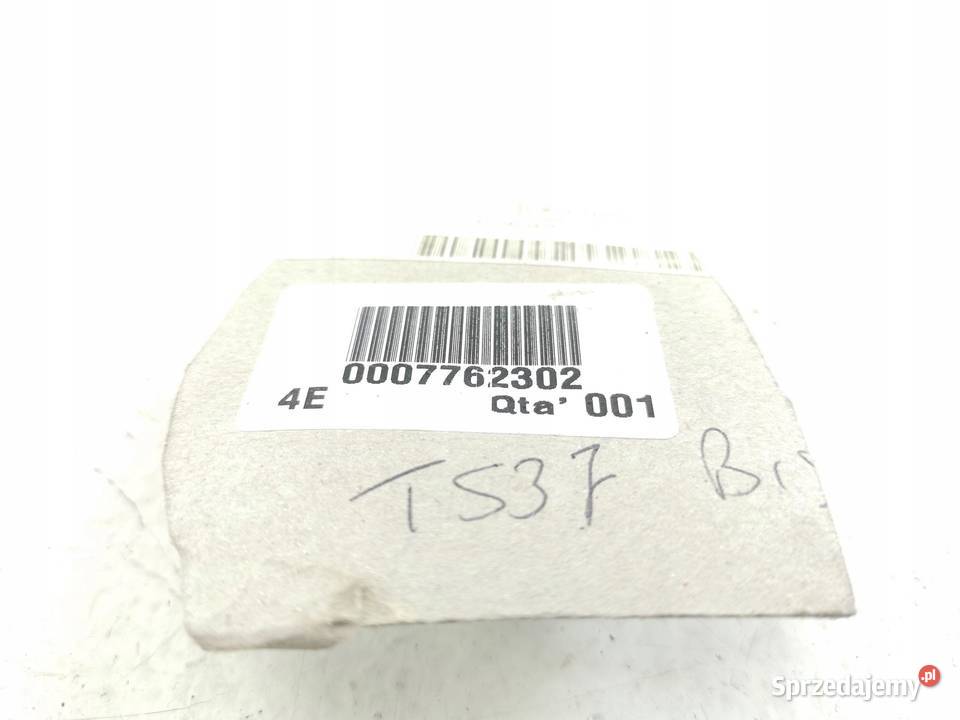 0007762302
4E Qta' 001
TS37
Sprzedajemy.pl